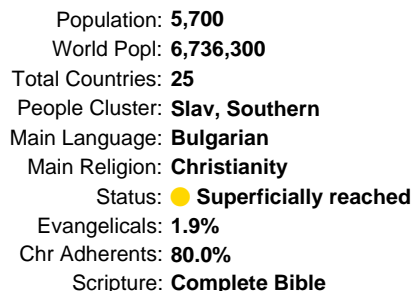 Population: 5,700
World Popl: 6,736,300
Total Countries: 25
People Cluster: Slav, Southern
Main Language: Bulgarian
Main Religion: Christianity
Status: Superficially reached
Evangelicals: 1.9%
Chr Adherents: 80.0%
Scripture: Complete Bible